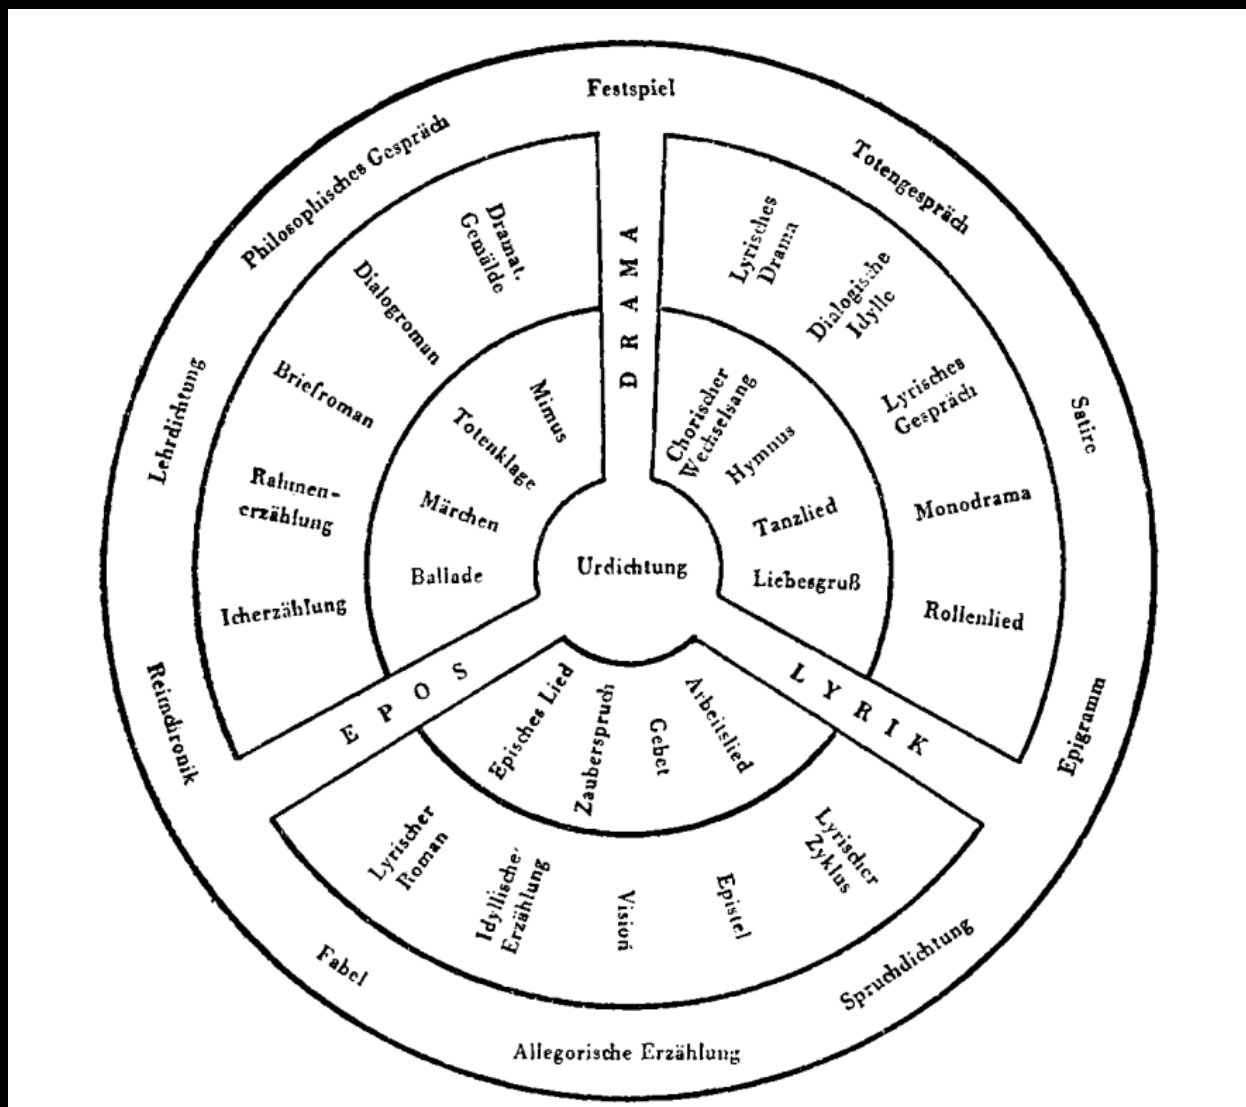 Festspiel
Philosophisches Gespräch
Totengespräch
Lehrdichtung
Satire
Reimchronik
Epigramm
Fabel
Spruchdichtung
Allegorische Erzählung
DRAMA
EPOS
LYRIK
Dramat.
Gemälde
Dialogroman
Briefroman
Rahmen-
erzählung
Icherzählung
Lyrisches
Drama
Dialogische
Idylle
Lyrisches
Gespräch
Monodrama
Rollenlied
Mimus
Totenklage
Märchen
Ballade
Chorischer
Wechselsang
Hymnus
Tanzlied
Liebesgruß
Urdichtung
Episches Lied
Zauberspruch
Gebet
Arbeitslied
Lyrischer
Roman
Idyllische
Erzählung
Vision
Epistel
Lyrischer
Zyklus